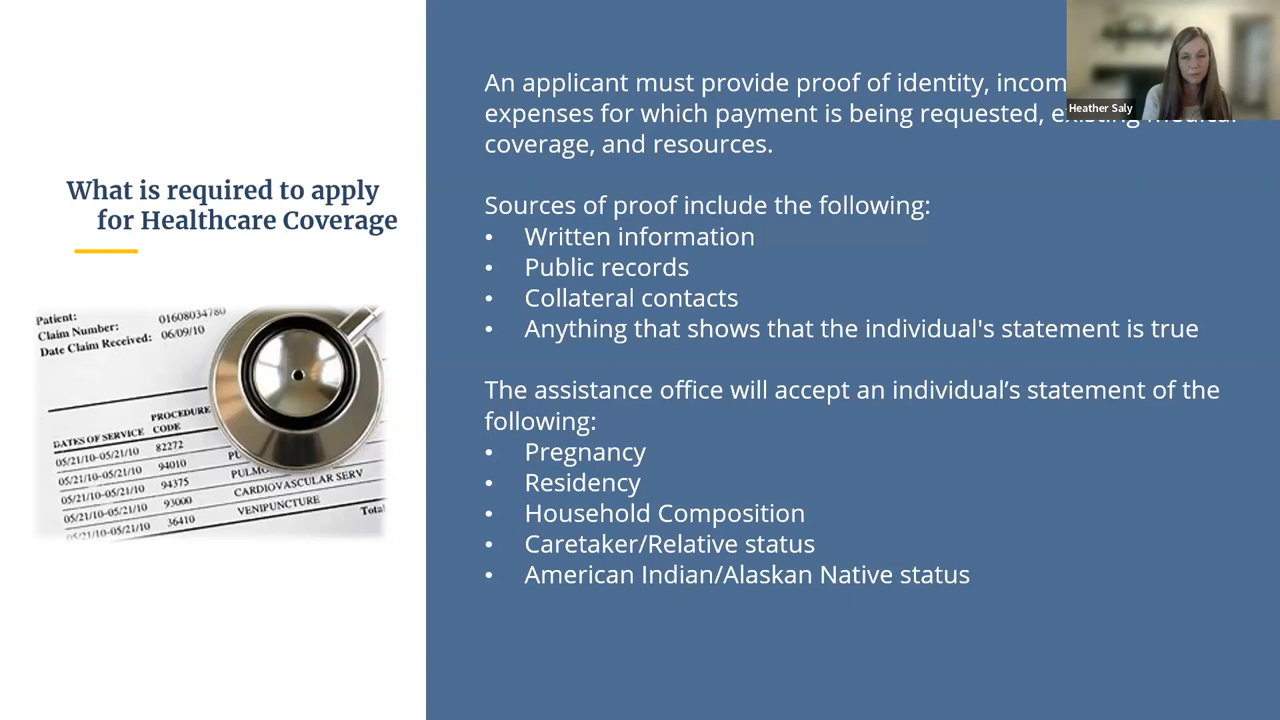 What is required to apply
for Healthcare Coverage
Patient:
Claim Number:
Date Claim Received:
01608034780
06/09/10
DATES OF SERVICE
PROCEDURE
CODE
05/21/10-05/21/10 82272
05/21/10-05/21/10 94010
05/21/10-05/21/10 94375 PULMO
05/21/10-05/21/10 93000 CARDIOVASCULAR SERV
05/21/10-05/21/10 36410 VENIPUNCTURE
Total
An applicant must provide proof of identity,
expenses for which payment is being requested, existing medical
coverage, and resources.
Sources of proof include the following:
• Written information
• Public records
• Collateral contacts
• Anything that shows that the individual's statement is true
The assistance office will accept an individual’s statement of the
following:
• Pregnancy
• Residency
• Household Composition
• Caretaker/Relative status
• American Indian/Alaskan Native status
Heather Saly